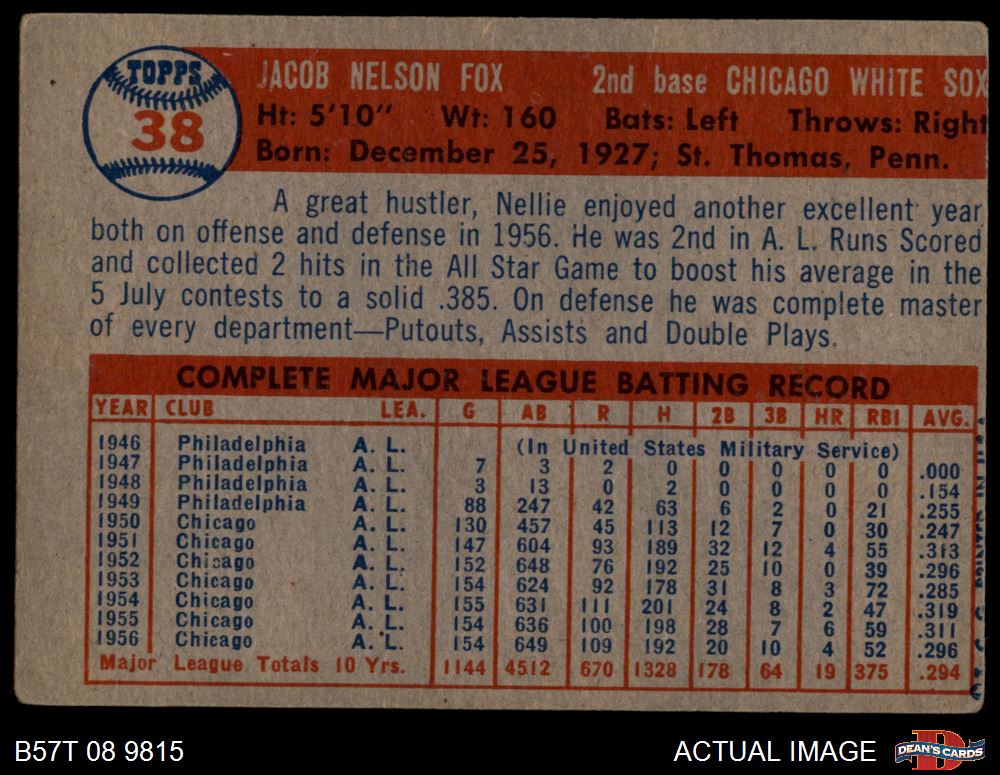 TOPPS
38
JACOB NELSON FOX 2nd base CHICAGO WHITE SOX
Ht: 5'10" Wt: 160 Bats: Left Throws: Right
Born: December 25, 1927; St. Thomas, Penn.
A great hustler, Nellie enjoyed another excellent year
both on offense and defense in 1956. He was 2nd in A. L. Runs Scored
and collected 2 hits in the All Star Game to boost his average in the
5 July contests to a solid .385. On defense he was complete master
of every department—Putouts, Assists and Double Plays.
COMPLETE MAJOR LEAGUE BATTING RECORD
YEAR CLUB LEA. G AB R H 2B 3B HR RBI AVG.
1946 Philadelphia A. L. (In United States Military Service)
1947 Philadelphia A. L. 7 3 2 0 0 0 0 0 .000
1948 Philadelphia A. L. 3 13 0 2 0 0 0 0 .154
1949 Philadelphia A. L. 88 247 42 63 6 2 0 21 .255
1950 Chicago A. L. 130 457 45 113 12 7 0 30 .247
1951 Chicago A. L. 147 604 93 189 32 12 4 55 .313
1952 Chicago A. L. 152 648 76 192 25 10 0 39 .296
1953 Chicago A. L. 154 624 92 178 31 8 3 72 .285
1954 Chicago A. L. 155 631 111 201 24 8 2 47 .319
1955 Chicago A. L. 154 636 100 198 28 7 6 59 .311
1956 Chicago A. L. 154 649 109 192 20 10 4 52 .296
Major League Totals 10 Yrs. 1144 4512 670 1328 178 64 19 375 .294
B57T 08 9815 ACTUAL IMAGE DEAN'S CARDS